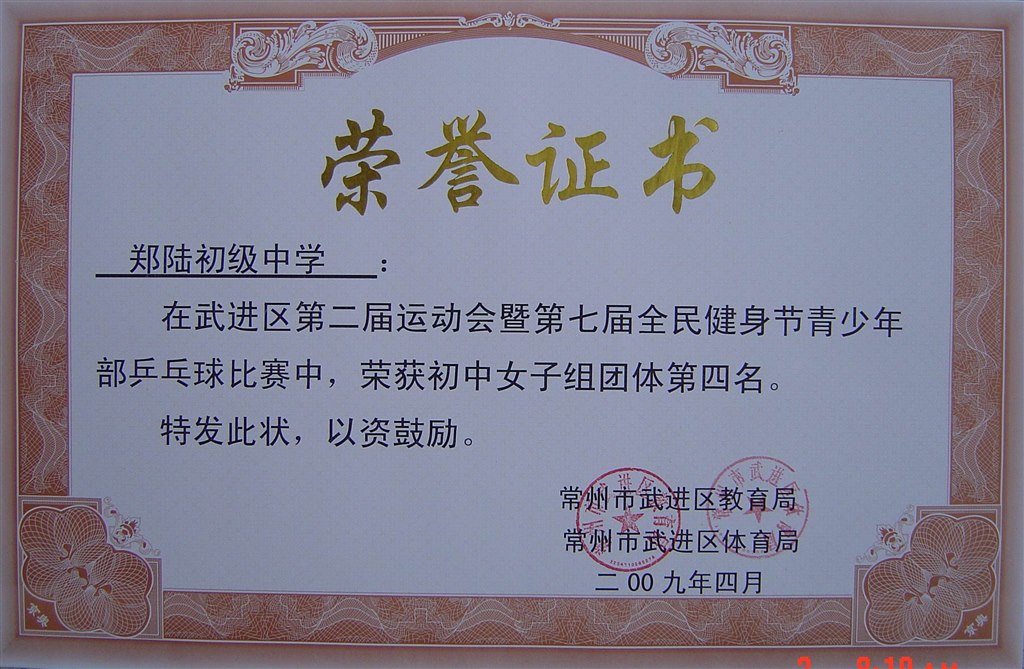 荣誉证书
郑陆初级中学：
在武进区第二届运动会暨第七届全民健身节青少年
部乒乓球比赛中，荣获初中女子组团体第四名。
特发此状，以资鼓励。
常州市武进区教育局
常州市武进区体育局
二00九年四月